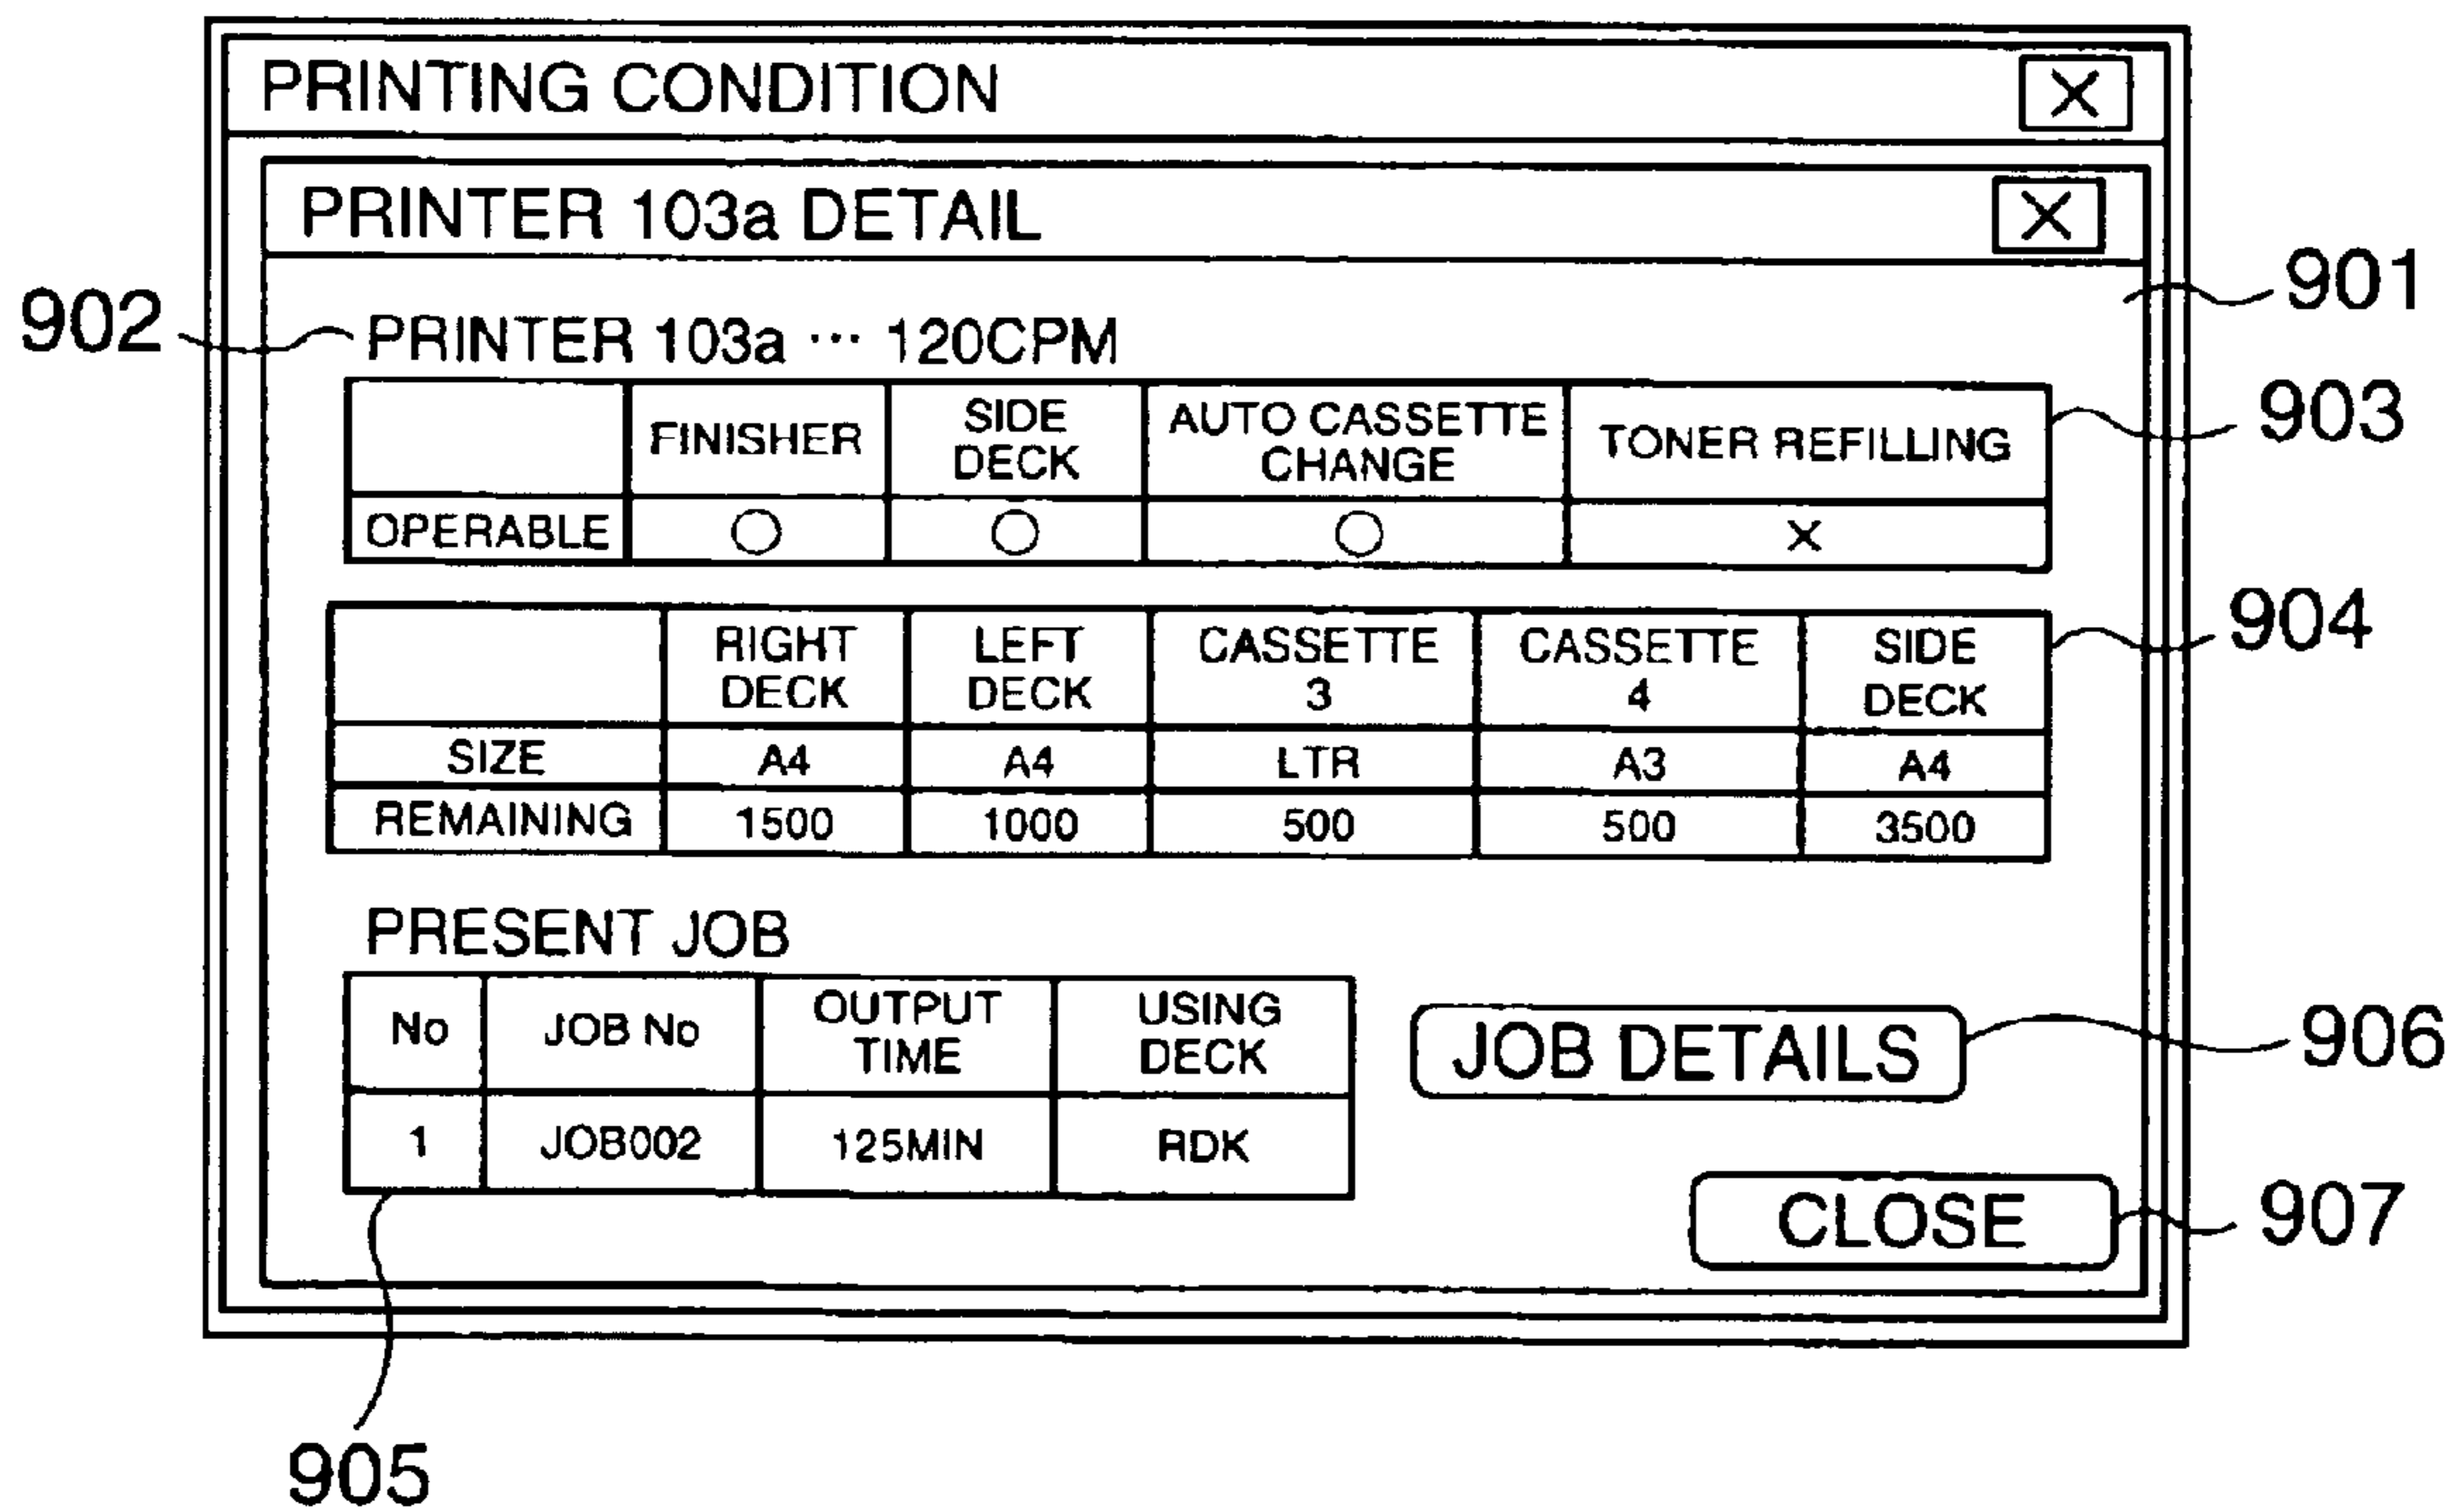 PRINTING CONDITION X
PRINTER 103a DETAIL X
901
902
PRINTER 103a ··· 120CPM
903
FINISHER SIDE DECK AUTO CASSETTE CHANGE TONER REFILLING
OPERABLE ○ ○ ○ ×
904
RIGHT DECK LEFT DECK CASSETTE 3 CASSETTE 4 SIDE DECK
SIZE A4 A4 LTR A3 A4
REMAINING 1500 1000 500 500 3500
PRESENT JOB
No JOB No OUTPUT TIME USING DECK
1 JOB002 125MIN RDK
JOB DETAILS
906
CLOSE
907
905